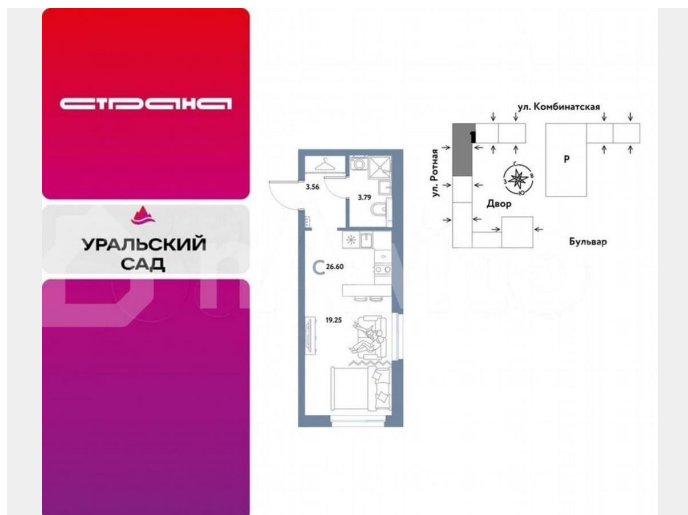 СТРАНА
УРАЛЬСКИЙ
САД
3.56
3.79
С 26.60
19.25
ул. Комбинатская
ул. Ротная
1
Р
С
З
В
Ю
Двор
Бульвар